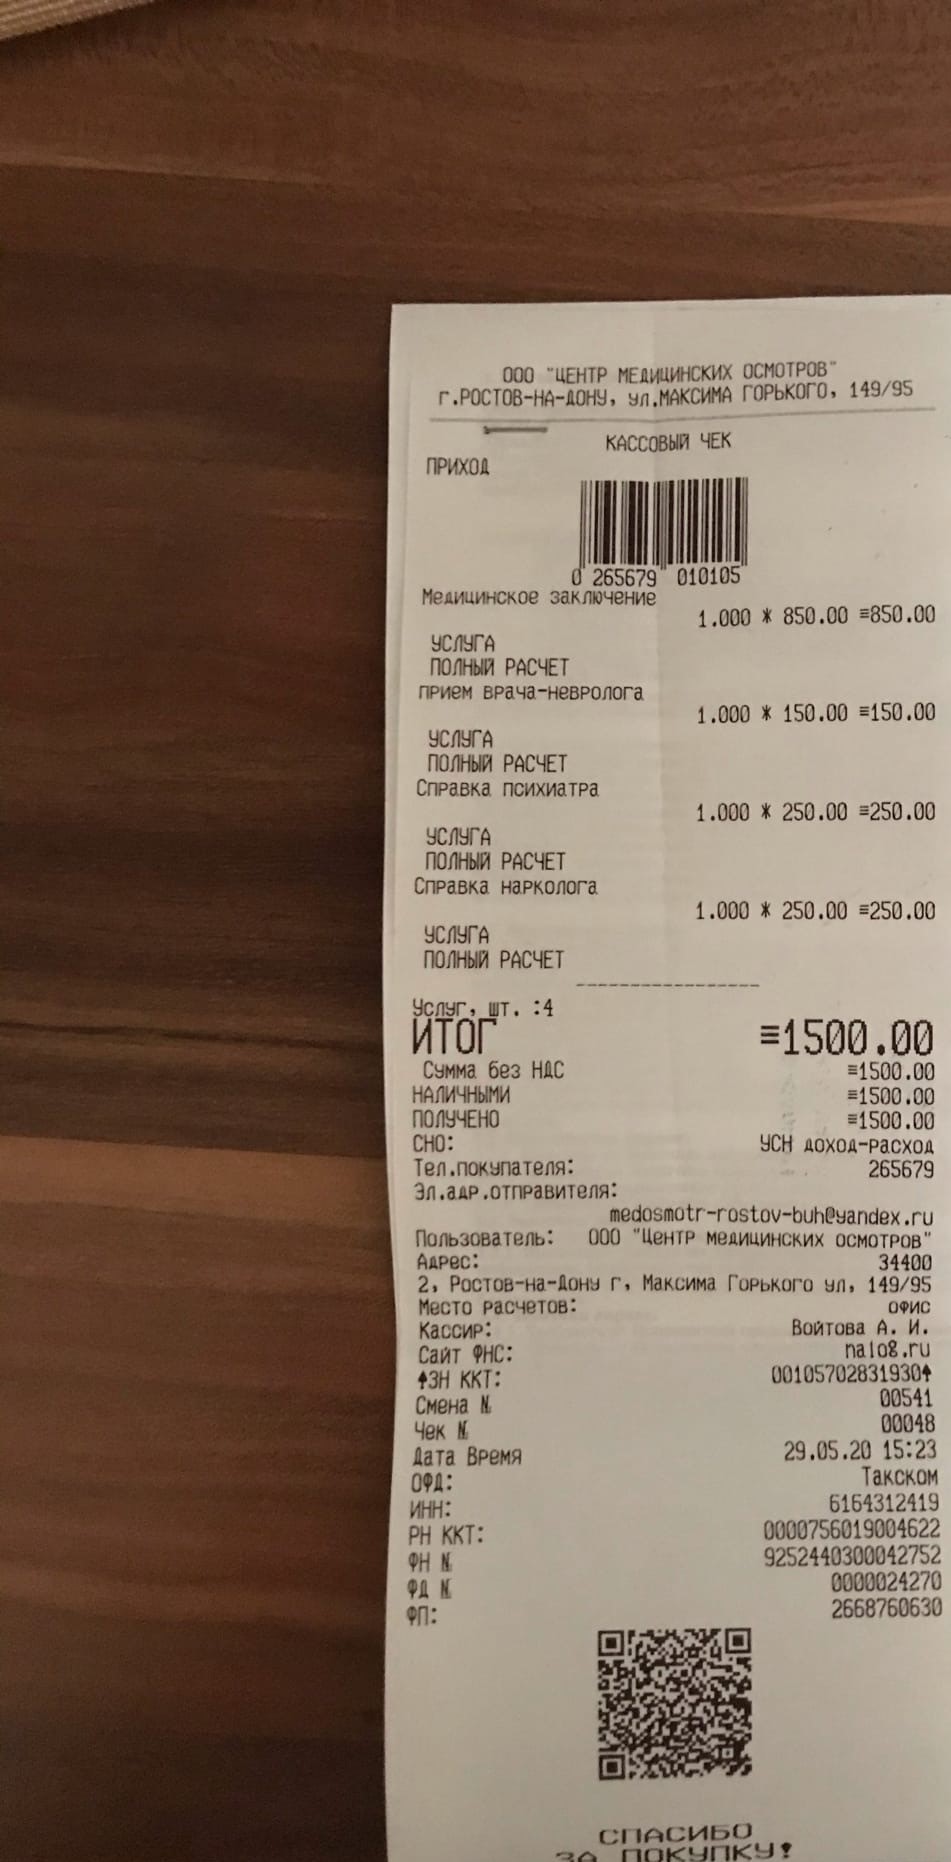 ООО "ЦЕНТР МЕДИЦИНСКИХ ОСМОТРОВ"
г.РОСТОВ-НА-ДОНУ, ул.МАКСИМА ГОРЬКОГО, 149/95
КАССОВЫЙ ЧЕК
ПРИХОД
0 265679 010105
Медицинское заключение
1.000 * 850.00 ≡850.00
УСЛУГА
ПОЛНЫЙ РАСЧЕТ
прием врача-невролога
1.000 * 150.00 ≡150.00
УСЛУГА
ПОЛНЫЙ РАСЧЕТ
Справка психиатра
1.000 * 250.00 ≡250.00
УСЛУГА
ПОЛНЫЙ РАСЧЕТ
Справка нарколога
1.000 * 250.00 ≡250.00
УСЛУГА
ПОЛНЫЙ РАСЧЕТ
Услуг, шт. :4
ИТОГ ≡1500.00
Сумма без НДС ≡1500.00
НАЛИЧНЫМИ ≡1500.00
ПОЛУЧЕНО ≡1500.00
СНО: УСН доход-расход
Тел.покупателя: 265679
Эл.адр.отправителя:
medosmotr-rostov-buh@yandex.ru
Пользователь: ООО "Центр медицинских осмотров"
Адрес: 34400
2, Ростов-на-Дону г, Максима Горького ул, 149/95
Место расчетов: офис
Кассир: Войтова А. И.
Сайт ФНС: nalog.ru
↑ЗН ККТ: 00105702831930↑
Смена № 00541
Чек № 00048
Дата Время 29.05.20 15:23
ОФД: Такском
ИНН: 6164312419
РН ККТ: 0000756019004622
ФН № 9252440300042752
ФД № 0000024270
ФП: 2668760630
СПАСИБО
ЗА ПОКУПКУ!